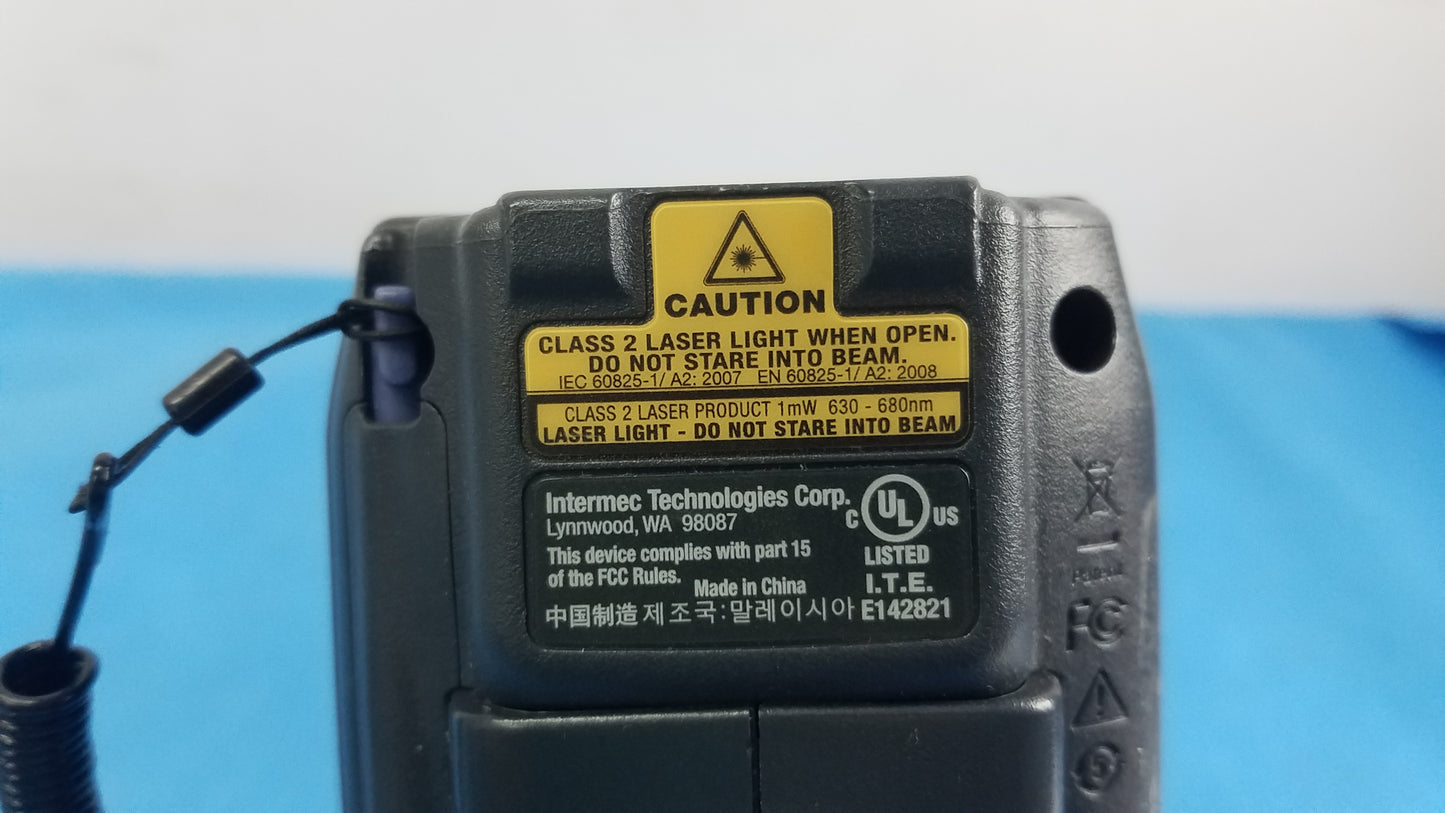 CAUTION
CLASS 2 LASER LIGHT WHEN OPEN.
DO NOT STARE INTO BEAM.
IEC 60825-1/ A2: 2007 EN 60825-1/ A2: 2008
CLASS 2 LASER PRODUCT 1mW 630 - 680nm
LASER LIGHT - DO NOT STARE INTO BEAM
Intermec Technologies Corp.
Lynnwood, WA 98087
This device complies with part 15
of the FCC Rules.
Made in China
中国制造 제조국:말레이시아
C UL US
LISTED
I.T.E.
E142821
FC